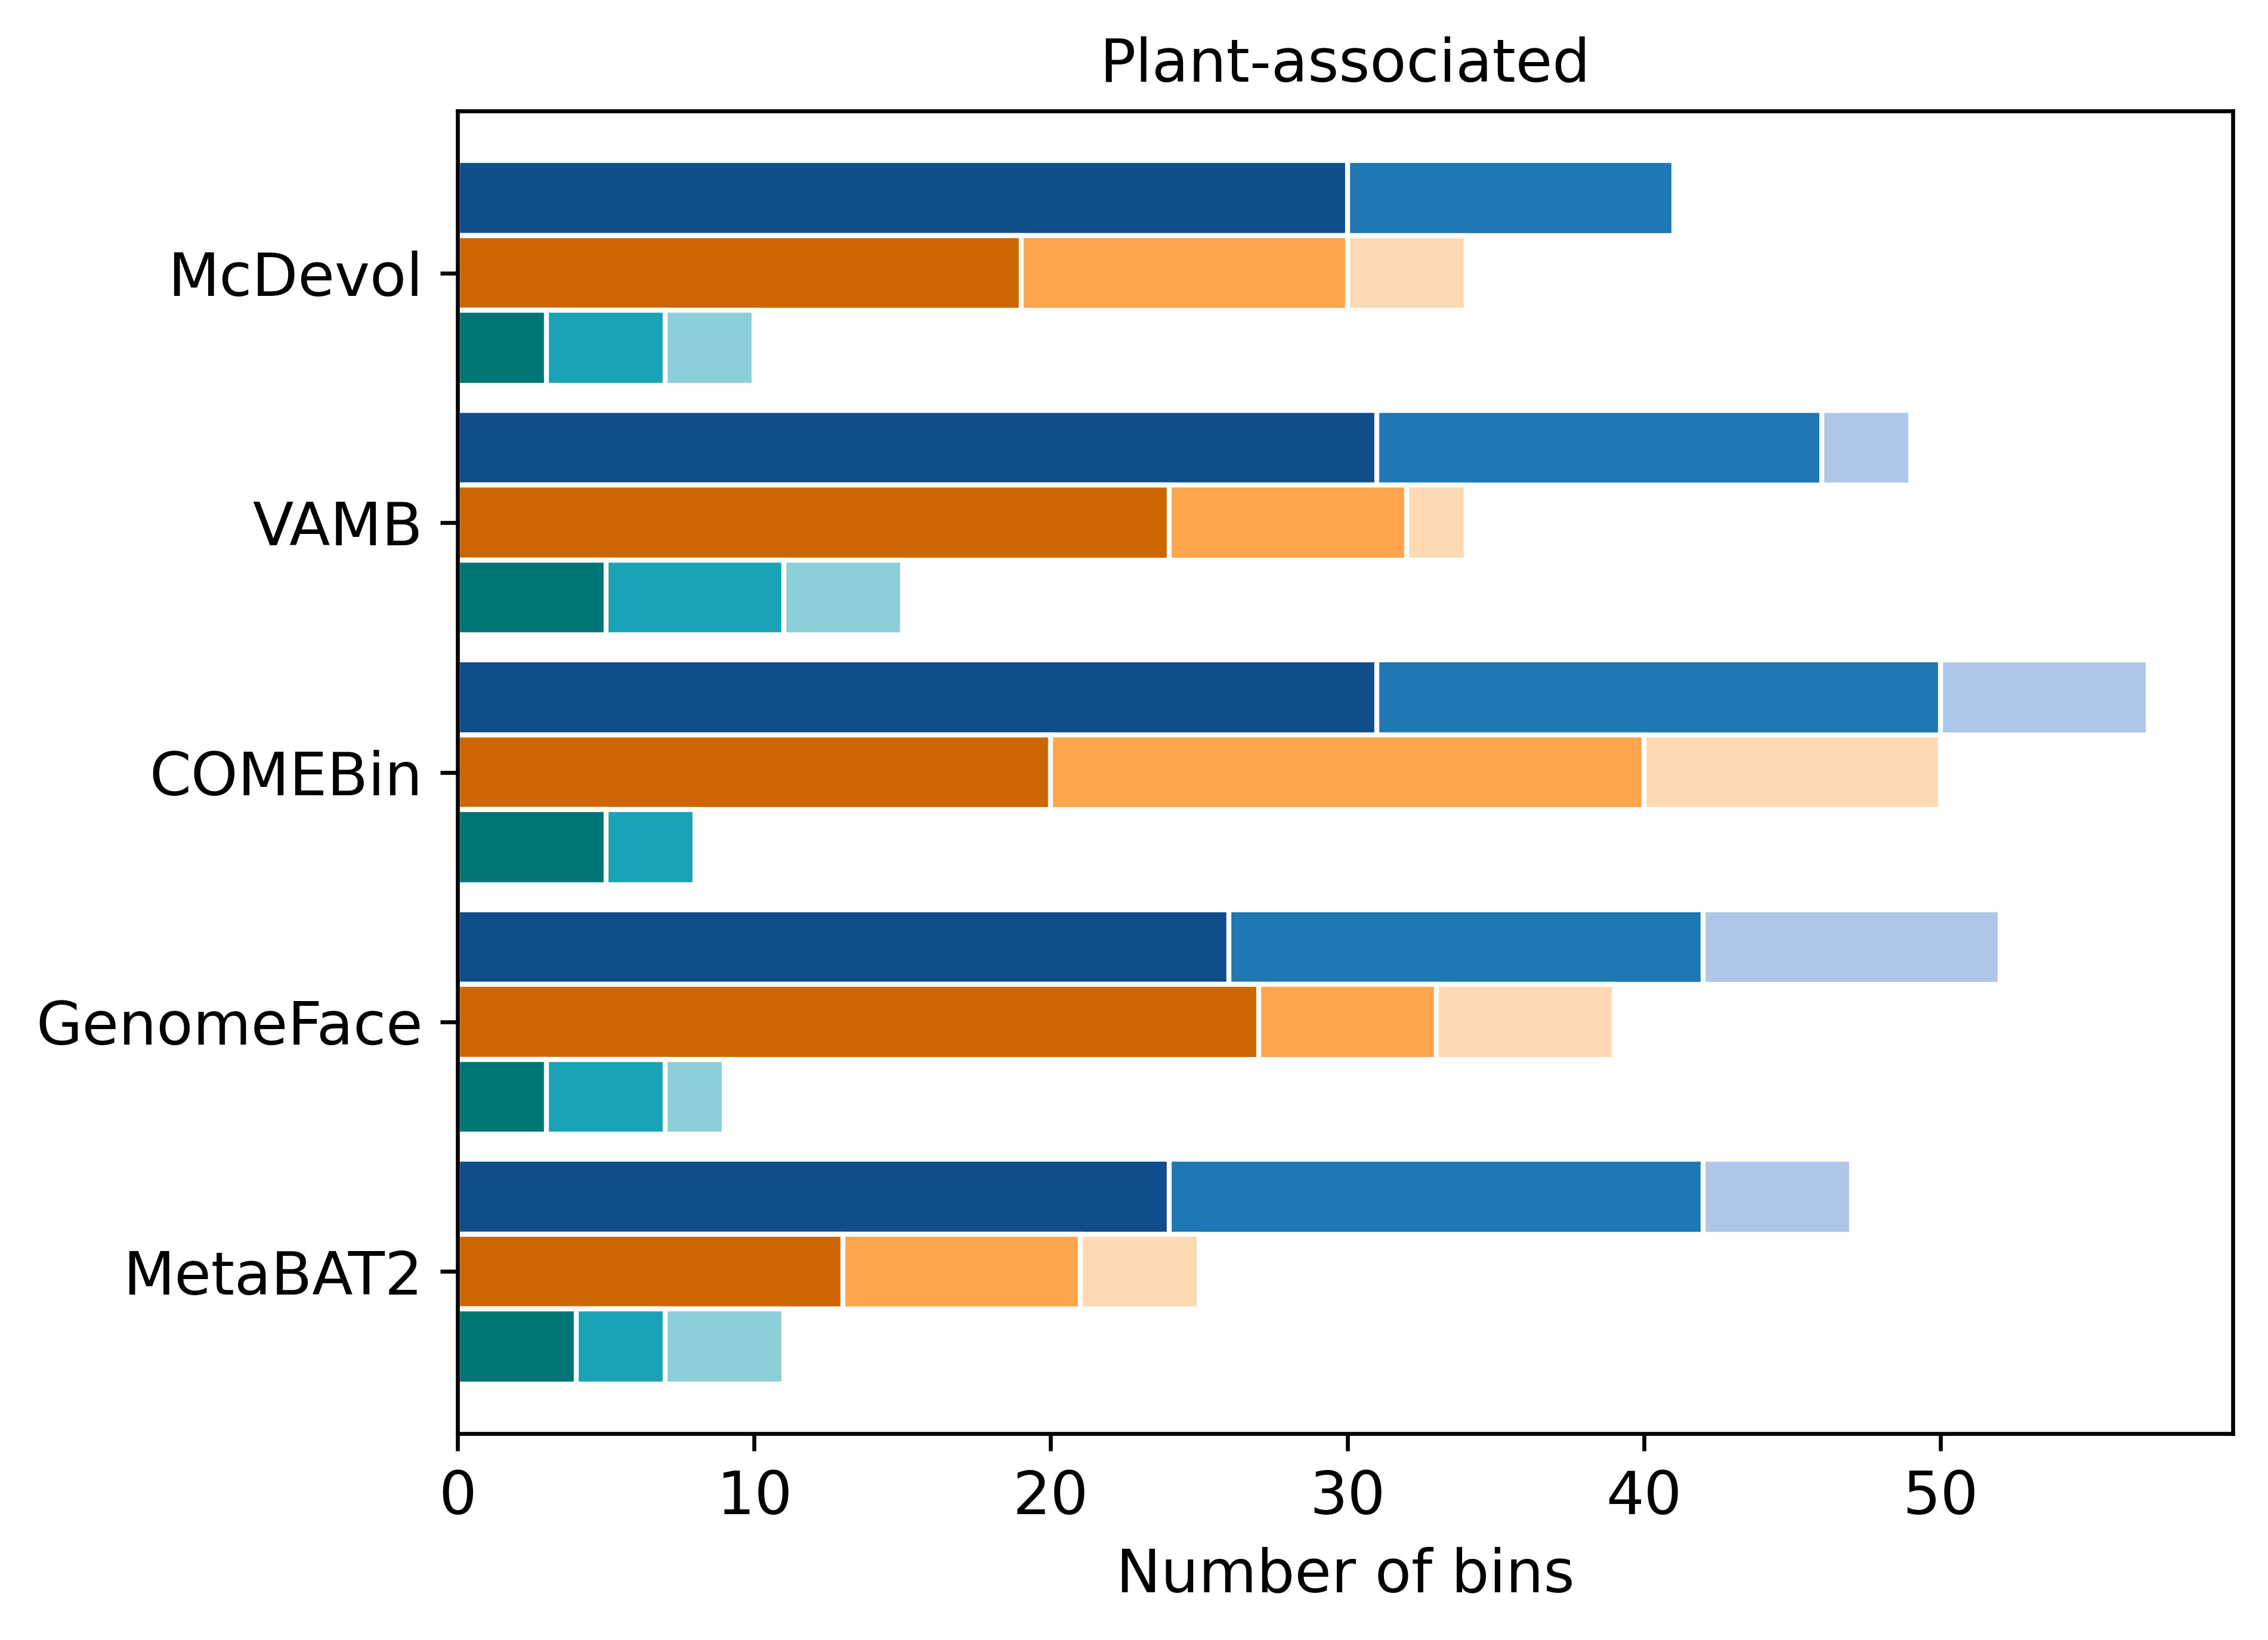 Plant-associated
McDevol
VAMB
COMEBin
GenomeFace
MetaBAT2
0 10 20 30 40 50
Number of bins